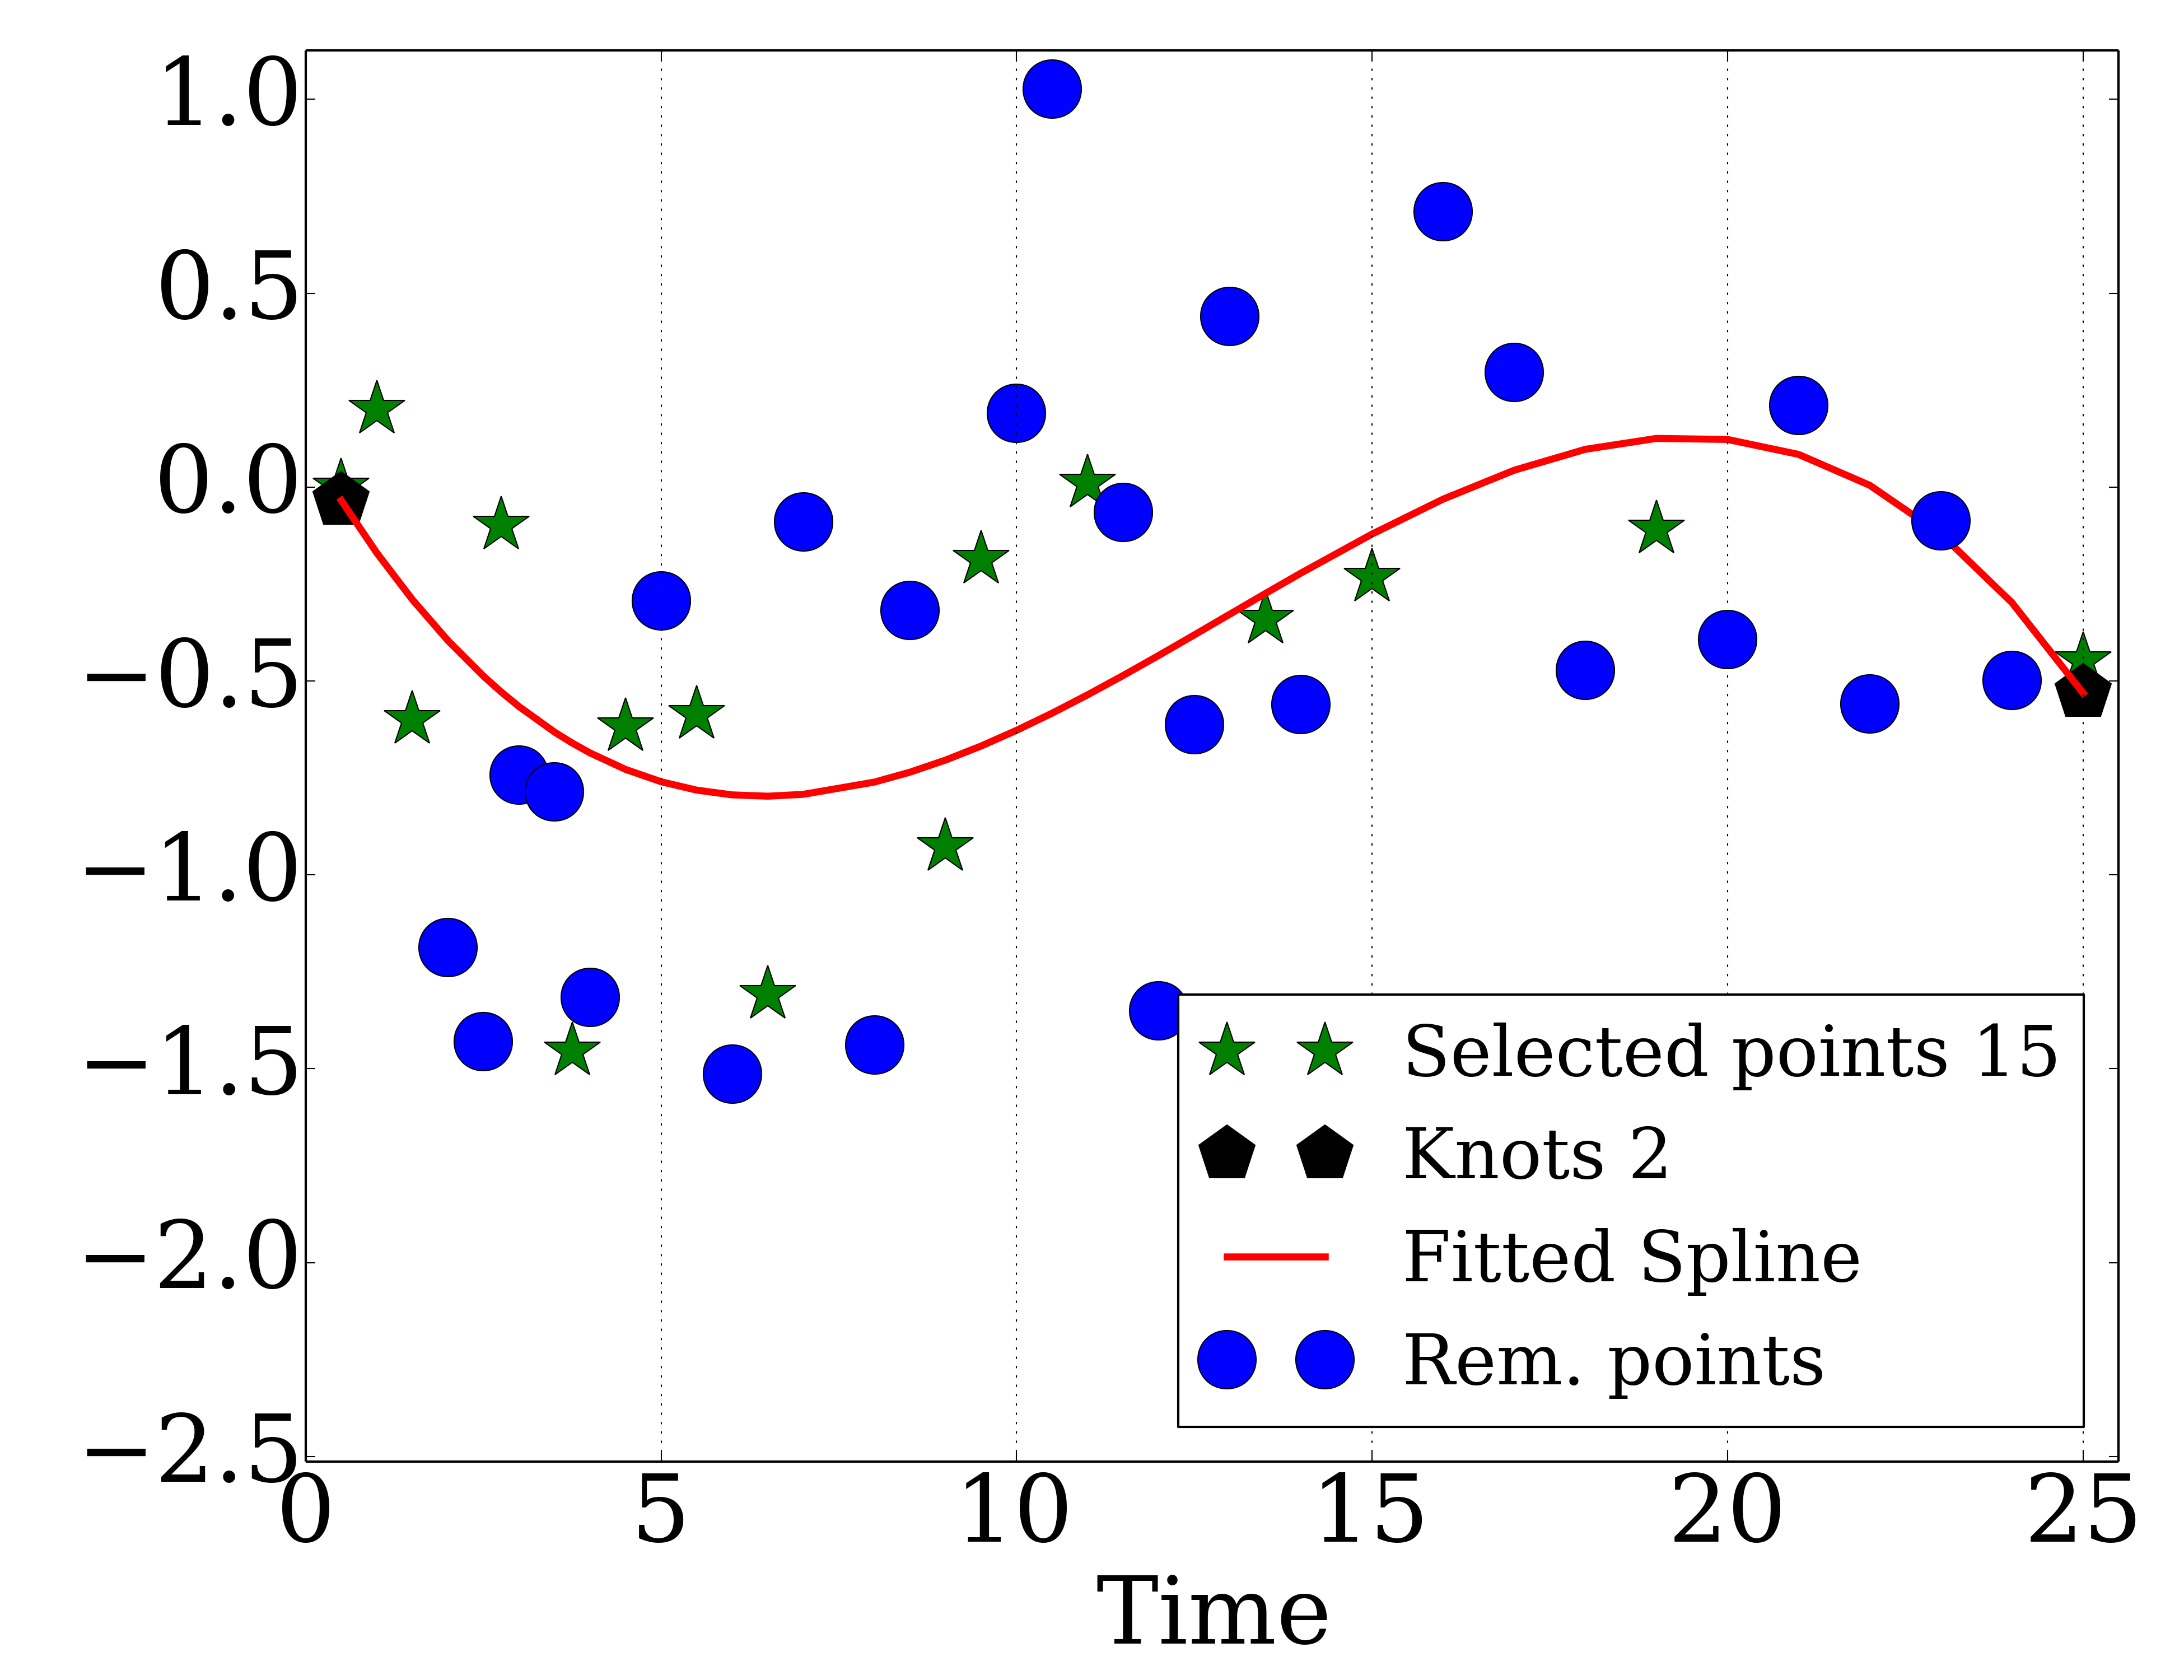 1.0
0.5
0.0
−0.5
−1.0
−1.5
−2.0
−2.5
0 5 10 15 20 25
Time
Selected points 15
Knots 2
Fitted Spline
Rem. points